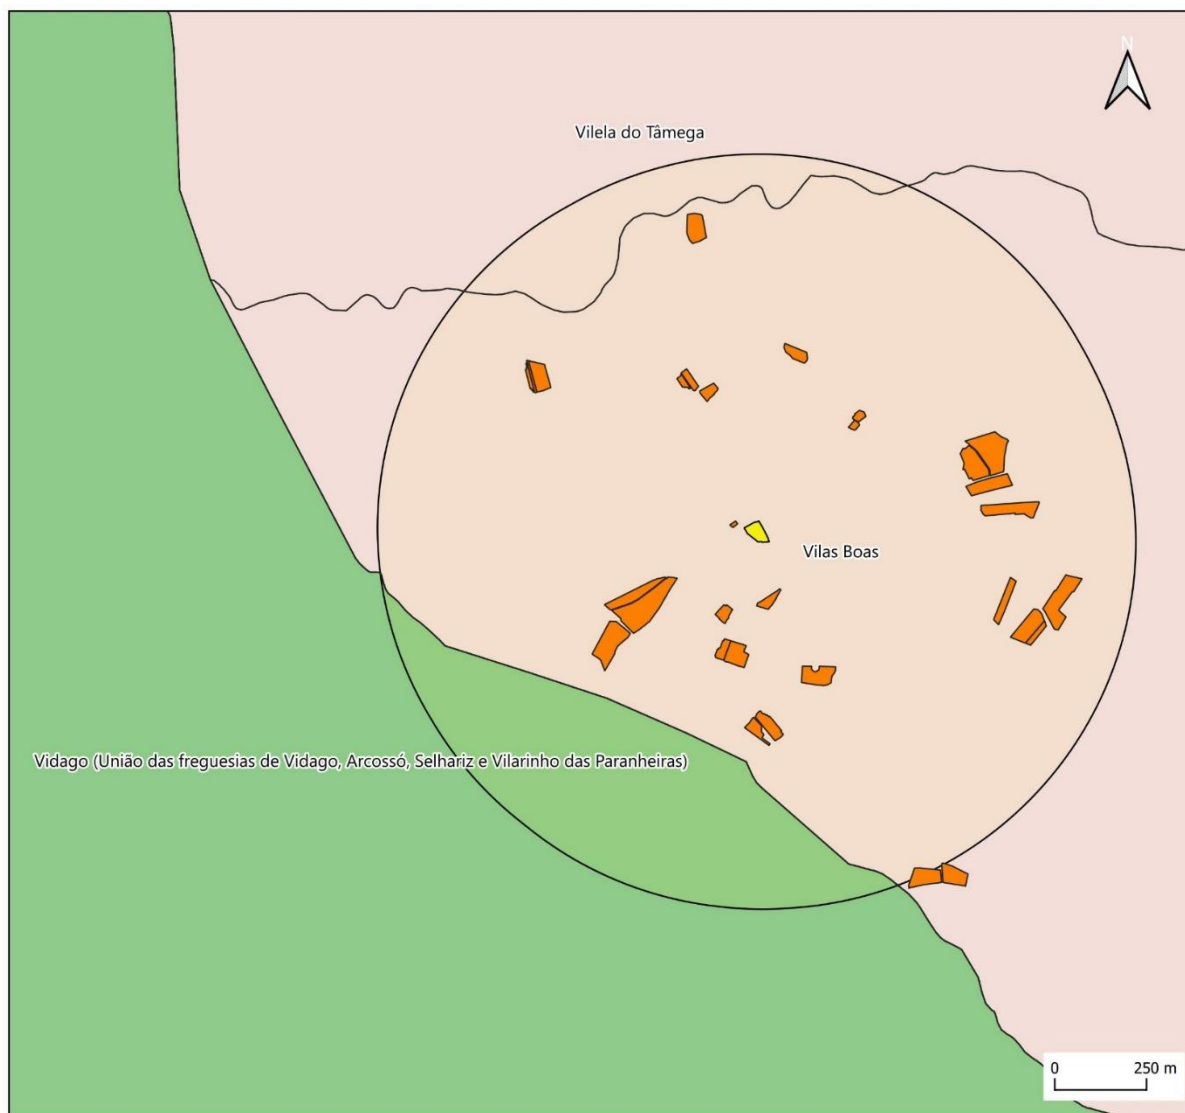 N
Vilela do Tâmega
Vilas Boas
Vidago (União das freguesias de Vidago, Arcossó, Selhariz e Vilarinho das Paranheiras)
0 250 m